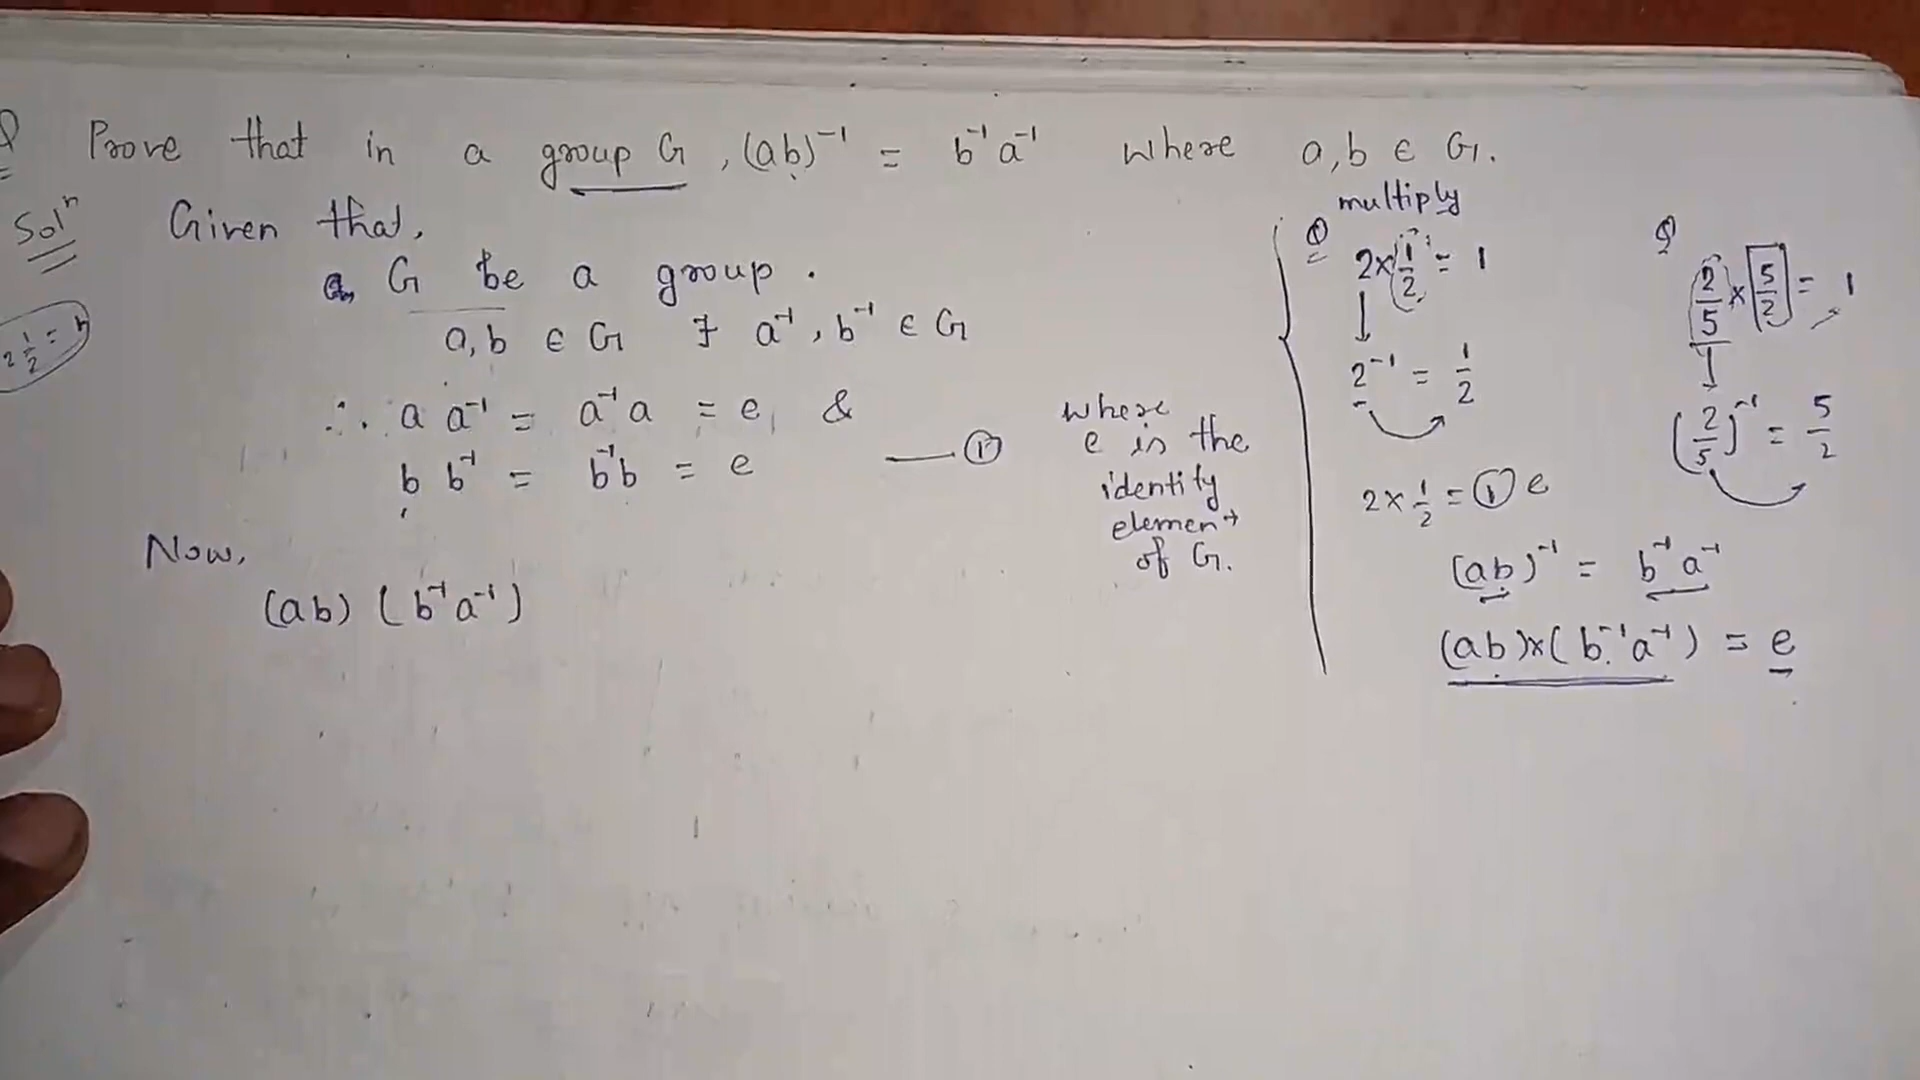 Q Prove that in a group G, (ab)⁻¹ = b⁻¹a⁻¹ where a, b ∈ G.
Solⁿ Given that,
G be a group.
a, b ∈ G ∃ a⁻¹, b⁻¹ ∈ G
∴ a a⁻¹ = a⁻¹a = e, &
b b⁻¹ = b⁻¹b = e —— ①
where
e is the
identity
element
of G.
Now,
(ab) (b⁻¹a⁻¹)
multiply
Q 2 × 1/2 = 1
2⁻¹ = 1/2
2 × 1/2 = ① e
Q 2/5 × 5/2 = 1
(2/5)⁻¹ = 5/2
(ab)⁻¹ = b⁻¹a⁻¹
(ab) × (b⁻¹a⁻¹) = e